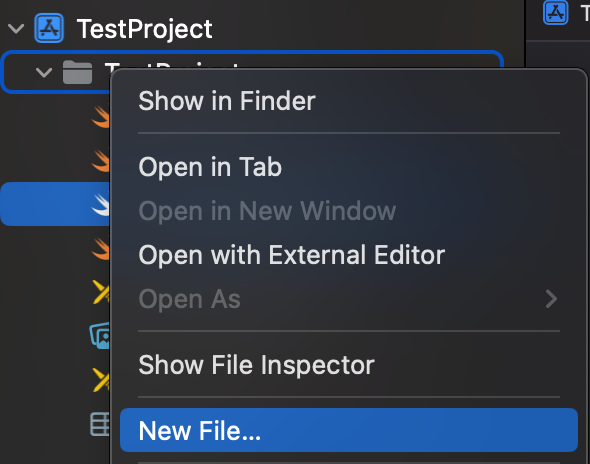 TestProject
TestProject
Show in Finder
Open in Tab
Open in New Window
Open with External Editor
Open As
Show File Inspector
New File...